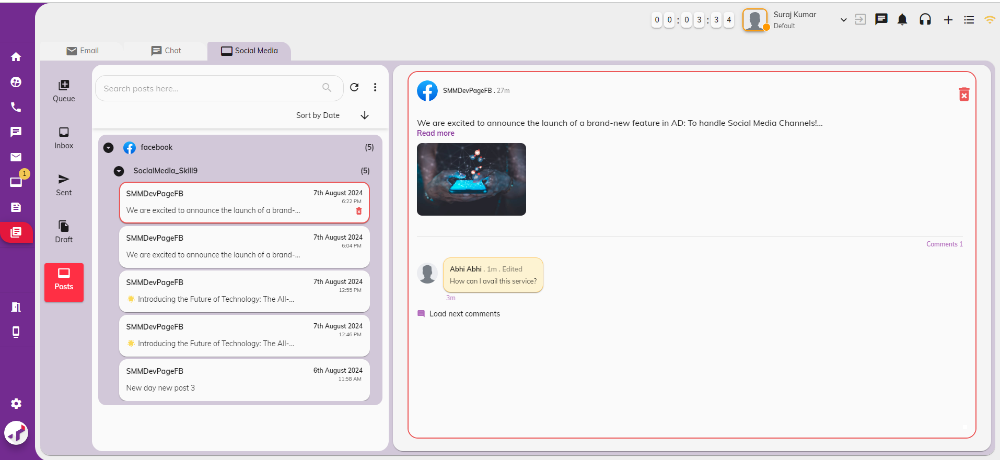 00:03:34
Suraj Kumar
Default
Email
Chat
Social Media
1
Queue
Inbox
Sent
Draft
Posts
Search posts here...
Sort by Date
facebook (5)
SocialMedia_Skill9 (5)
SMMDevPageFB 7th August 2024
6:22 PM
We are excited to announce the launch of a brand-...
SMMDevPageFB 7th August 2024
6:04 PM
We are excited to announce the launch of a brand-...
SMMDevPageFB 7th August 2024
12:55 PM
🌟 Introducing the Future of Technology: The All-...
SMMDevPageFB 7th August 2024
12:46 PM
🌟 Introducing the Future of Technology: The All-...
SMMDevPageFB 6th August 2024
11:58 AM
New day new post 3
SMMDevPageFB . 27m
We are excited to announce the launch of a brand-new feature in AD: To handle Social Media Channels!...
Read more
Comments 1
Abhi Abhi . 1m . Edited
How can I avail this service?
3m
Load next comments